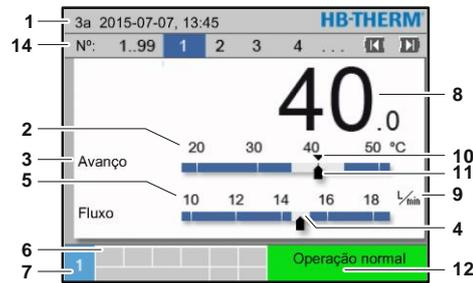 1 3a 2015-07-07, 13:45 HB-THERM
14 Nº: 1..99 1 2 3 4 ...
40.0 8
2 20 30 40 50 °C 10
3 Avanço 11
5 10 12 14 16 18 L/min 9
Fluxo 4
6
7 1 Operação normal 12